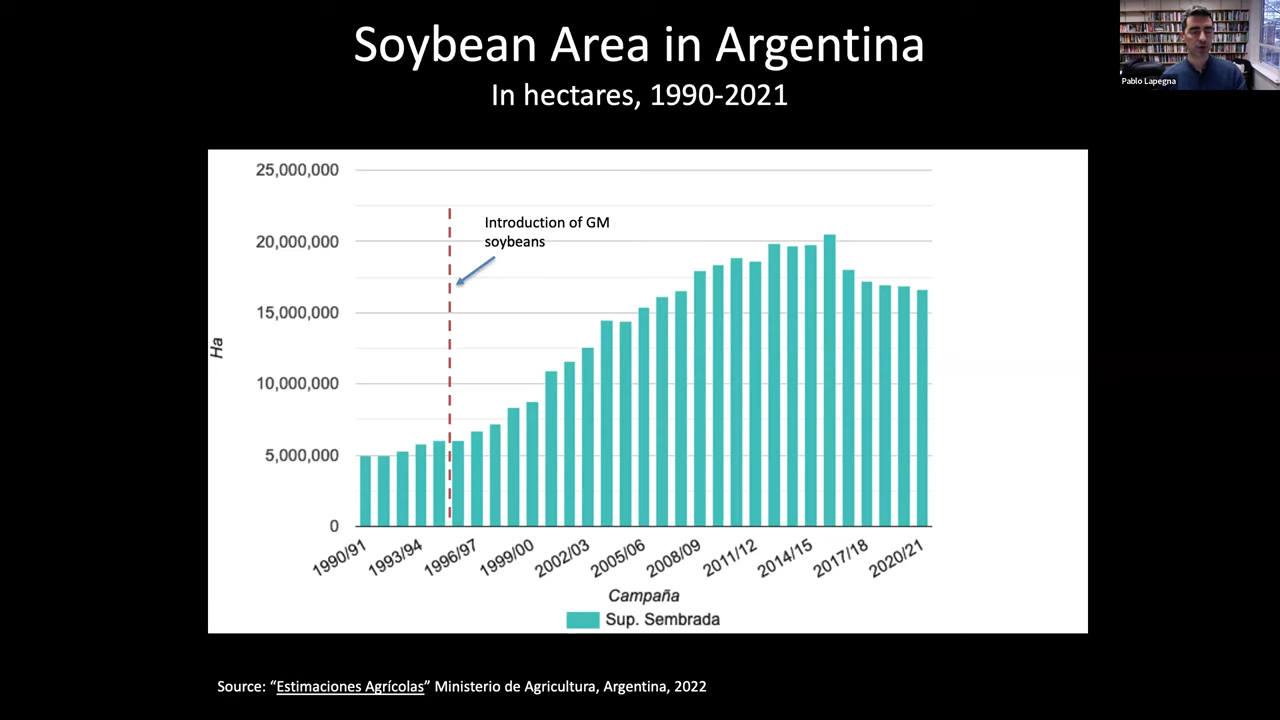 Soybean Area in Argentina
In hectares, 1990-2021
Pablo Lapegna
25,000,000
20,000,000
15,000,000
10,000,000
5,000,000
0
Ha
Introduction of GM
soybeans
1990/91
1993/94
1996/97
1999/00
2002/03
2005/06
2008/09
2011/12
2014/15
2017/18
2020/21
Campaña
Sup. Sembrada
Source: “Estimaciones Agrícolas” Ministerio de Agricultura, Argentina, 2022